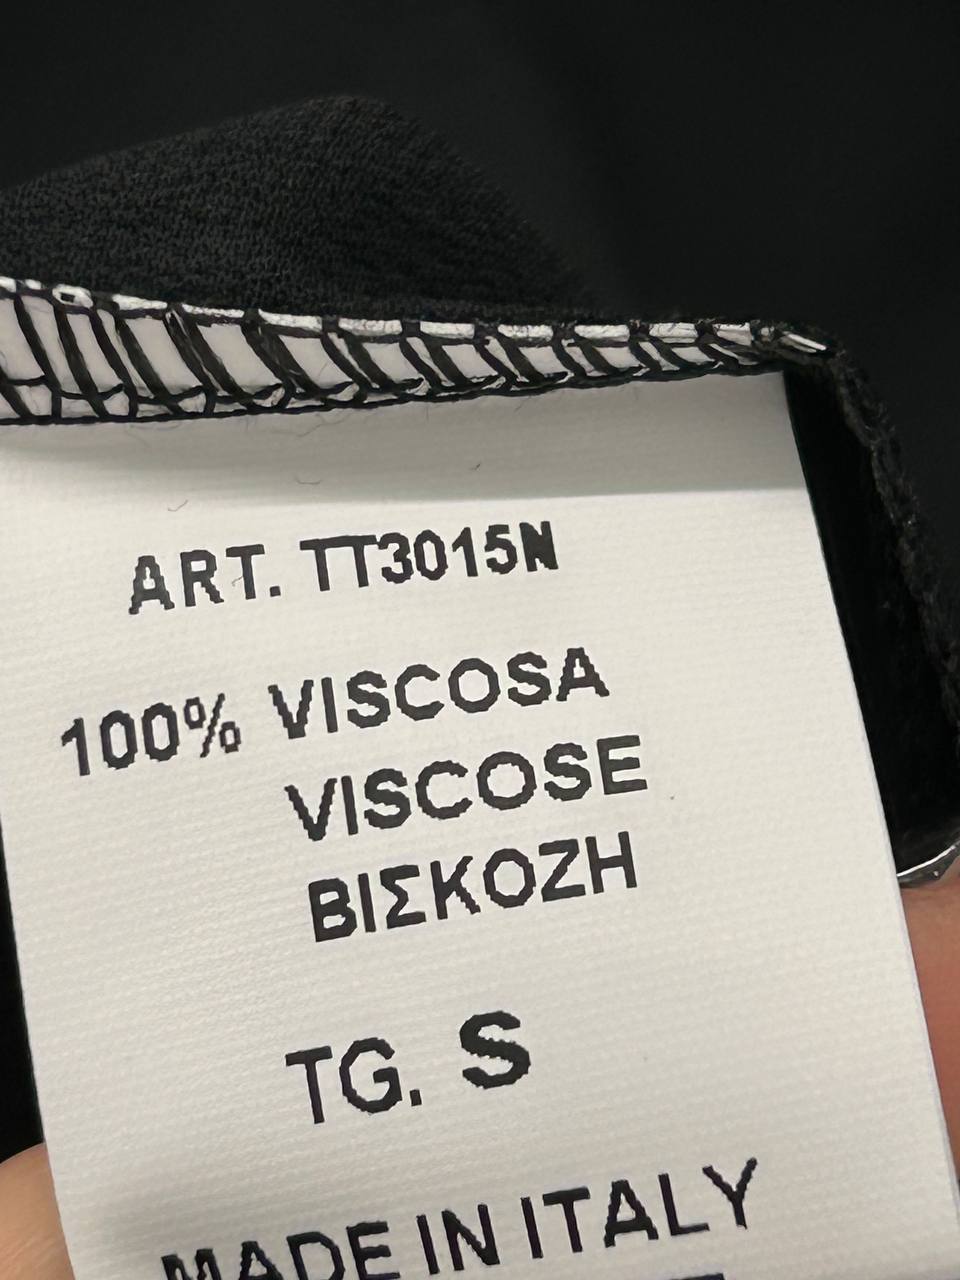 ART. TT3015N
100% VISCOSA
VISCOSE
ΒΙΣΚΟΖΗ
TG. S
MADE IN ITALY